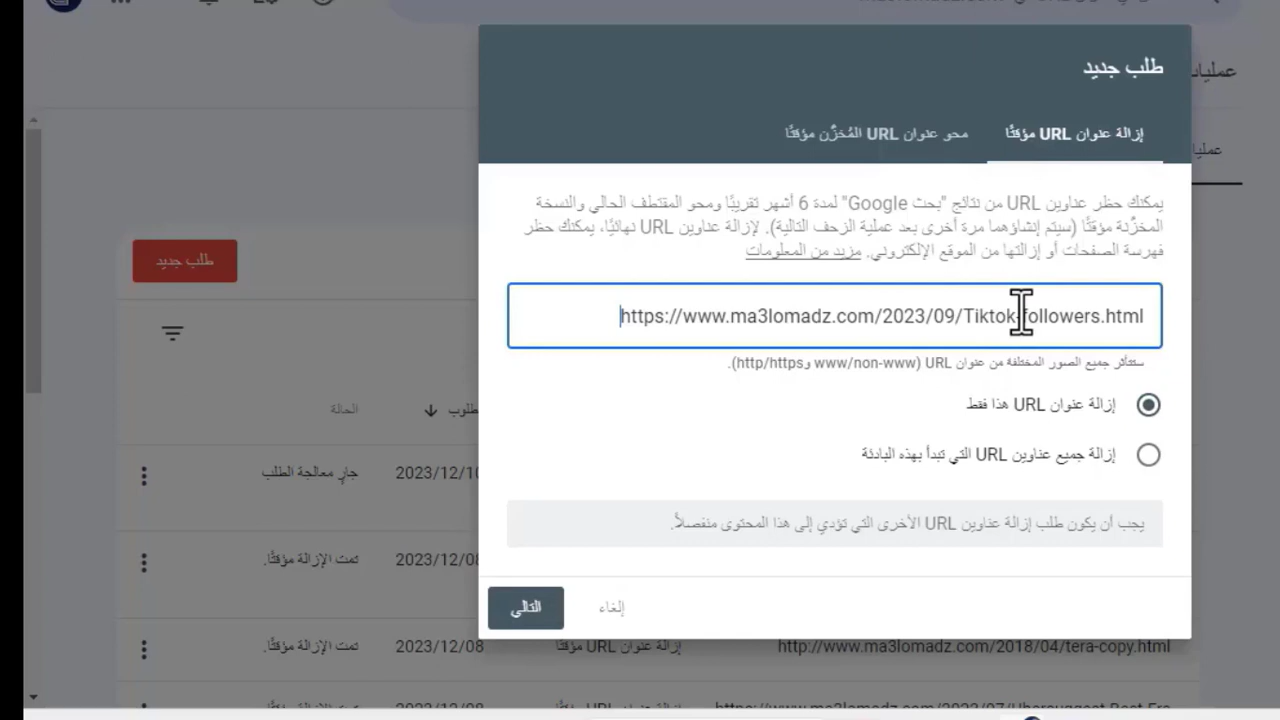 طلب جديد
إزالة عنوان URL مؤقتًا
محو عنوان URL المُخزَّن مؤقتًا
يمكنك حظر عناوين URL من نتائج "بحث Google" لمدة 6 أشهر تقريبًا ومحو المقتطف الحالي والنسخة
المخزَّنة مؤقتًا (سيتم إنشاؤهما مرة أخرى بعد عملية الزحف التالية). لإزالة عناوين URL نهائيًا، يمكنك حظر
فهرسة الصفحات أو إزالتها من الموقع الإلكتروني. مزيد من المعلومات
https://www.ma3lomadz.com/2023/09/Tiktok-followers.html
ستتأثر جميع الصور المختلفة من عنوان URL (www/non-www وhttp/https).
إزالة عنوان URL هذا فقط
إزالة جميع عناوين URL التي تبدأ بهذه البادئة
يجب أن يكون طلب إزالة عناوين URL الأخرى التي تؤدي إلى هذا المحتوى منفصلاً.
إلغاء
التالي
طلب جديد
الحالة
2023/12/10 جارٍ معالجة الطلب
2023/12/08 تمت الإزالة مؤقتًا.
http://www.ma3lomadz.com/2018/04/tera-copy.html إزالة عنوان URL مؤقتًا 2023/12/08 تمت الإزالة مؤقتًا.